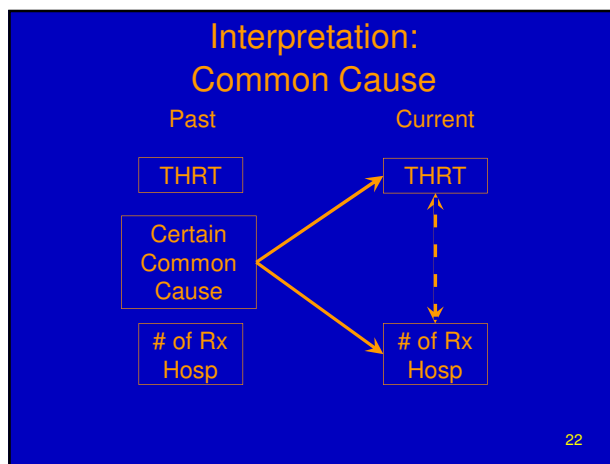 Interpretation:
Common Cause
Past
Current
THRT
THRT
Certain
Common
Cause
# of Rx
Hosp
# of Rx
Hosp
22